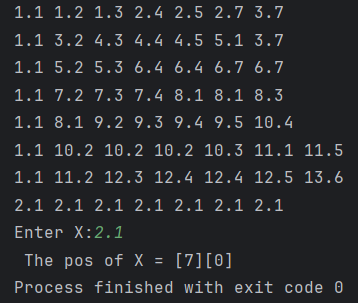 1.1 1.2 1.3 2.4 2.5 2.7 3.7
1.1 3.2 4.3 4.4 4.5 5.1 3.7
1.1 5.2 5.3 6.4 6.4 6.7 6.7
1.1 7.2 7.3 7.4 8.1 8.1 8.3
1.1 8.1 9.2 9.3 9.4 9.5 10.4
1.1 10.2 10.2 10.2 10.3 11.1 11.5
1.1 11.2 12.3 12.4 12.4 12.5 13.6
2.1 2.1 2.1 2.1 2.1 2.1 2.1
Enter X:2.1
The pos of X = [7][0]
Process finished with exit code 0